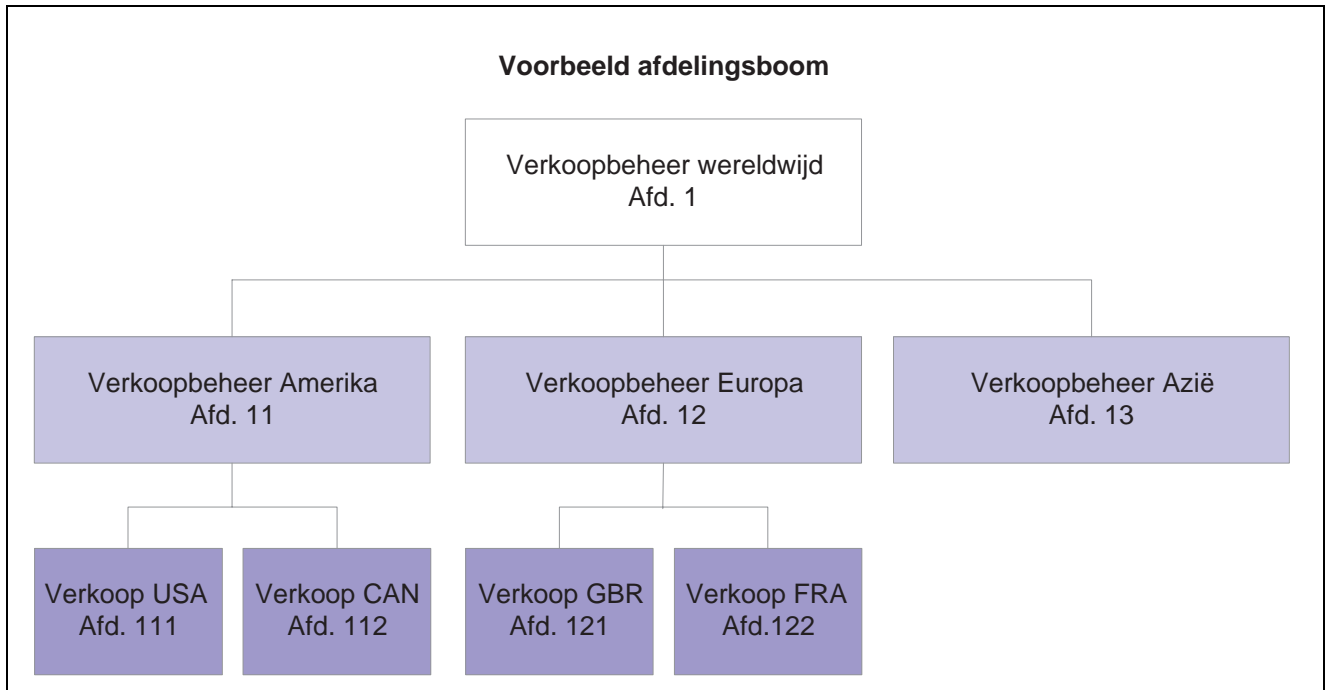 Voorbeeld afdelingsboom
Verkoopbeheer wereldwijd
Afd. 1
Verkoopbeheer Amerika
Afd. 11
Verkoopbeheer Europa
Afd. 12
Verkoopbeheer Azië
Afd. 13
Verkoop USA
Afd. 111
Verkoop CAN
Afd. 112
Verkoop GBR
Afd. 121
Verkoop FRA
Afd.122